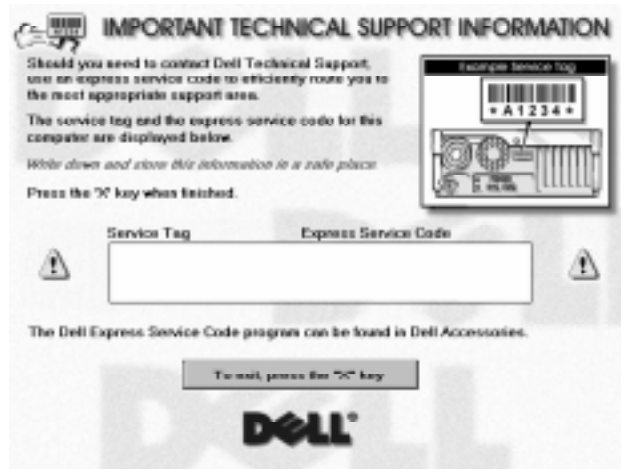 IMPORTANT TECHNICAL SUPPORT INFORMATION
Should you need to contact Dell Technical Support,
use an express service code to efficiently route you to
the most appropriate support area.
The service tag and the express service code for this
computer are displayed below.
Write down and store this information in a safe place.
Press the "X" key when finished.
Example Service Tag
* A 1 2 3 4 *
Service Tag
Express Service Code
The Dell Express Service Code program can be found in Dell Accessories.
To exit, press the "X" key
DELL